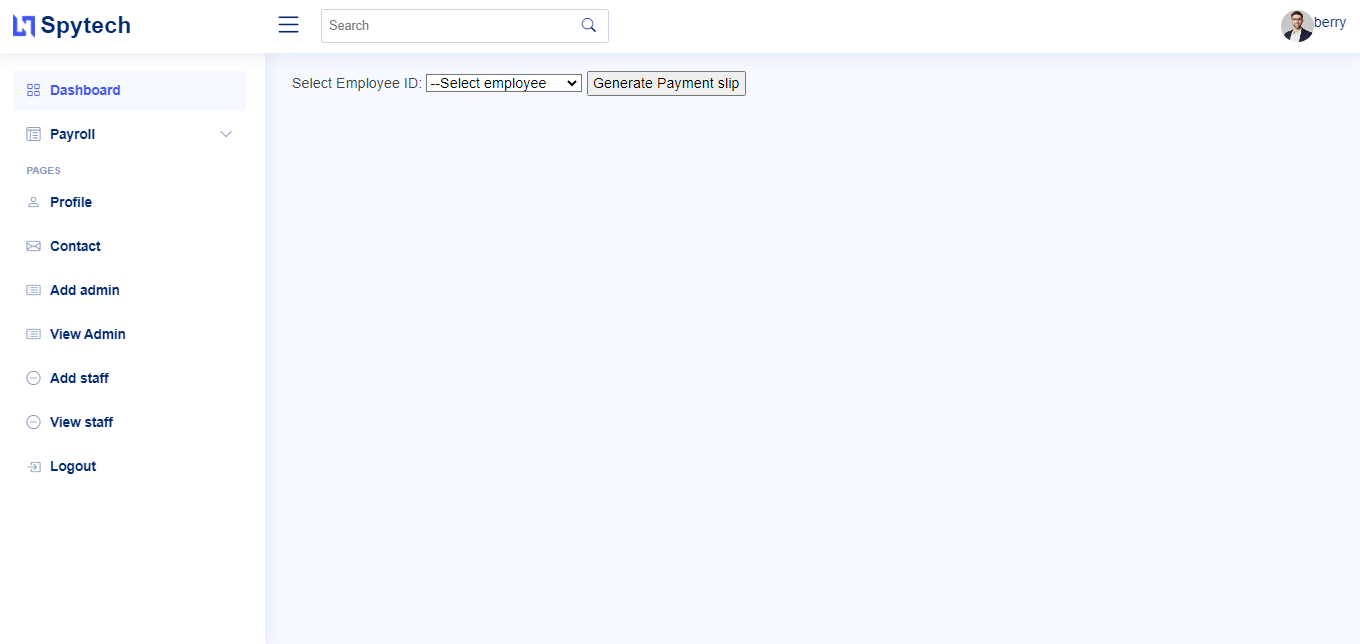 Spytech
Search
berry
Dashboard
Payroll
PAGES
Profile
Contact
Add admin
View Admin
Add staff
View staff
Logout
Select Employee ID: --Select employee Generate Payment slip